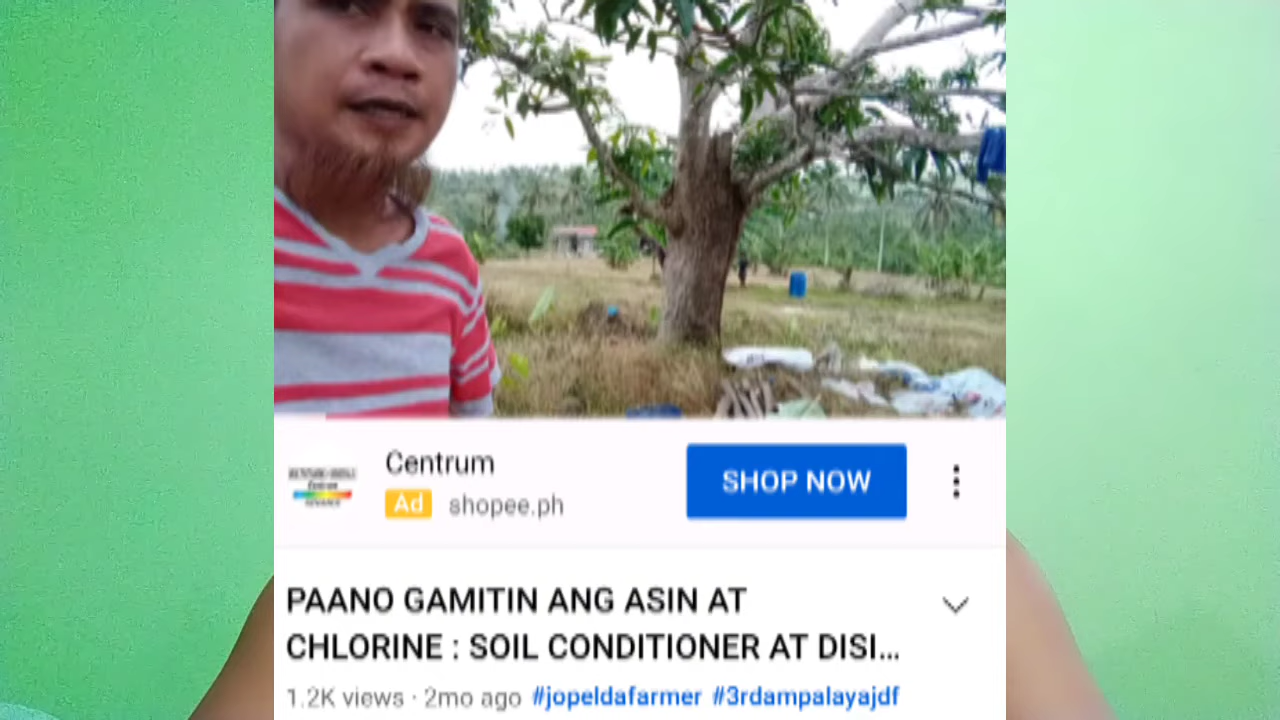 Centrum
Ad shopee.ph
SHOP NOW
PAANO GAMITIN ANG ASIN AT
CHLORINE : SOIL CONDITIONER AT DISI...
1.2K views · 2mo ago #jopeldafarmer #3rdampalayajdf